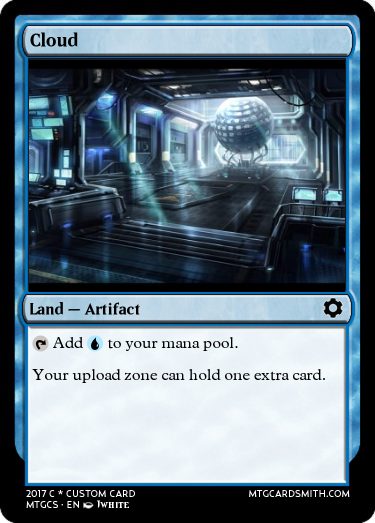 Cloud
Land — Artifact
Add to your mana pool.
Your upload zone can hold one extra card.
2017 C * CUSTOM CARD
MTGCARDSMITH.COM
MTGCS · EN JWHITE